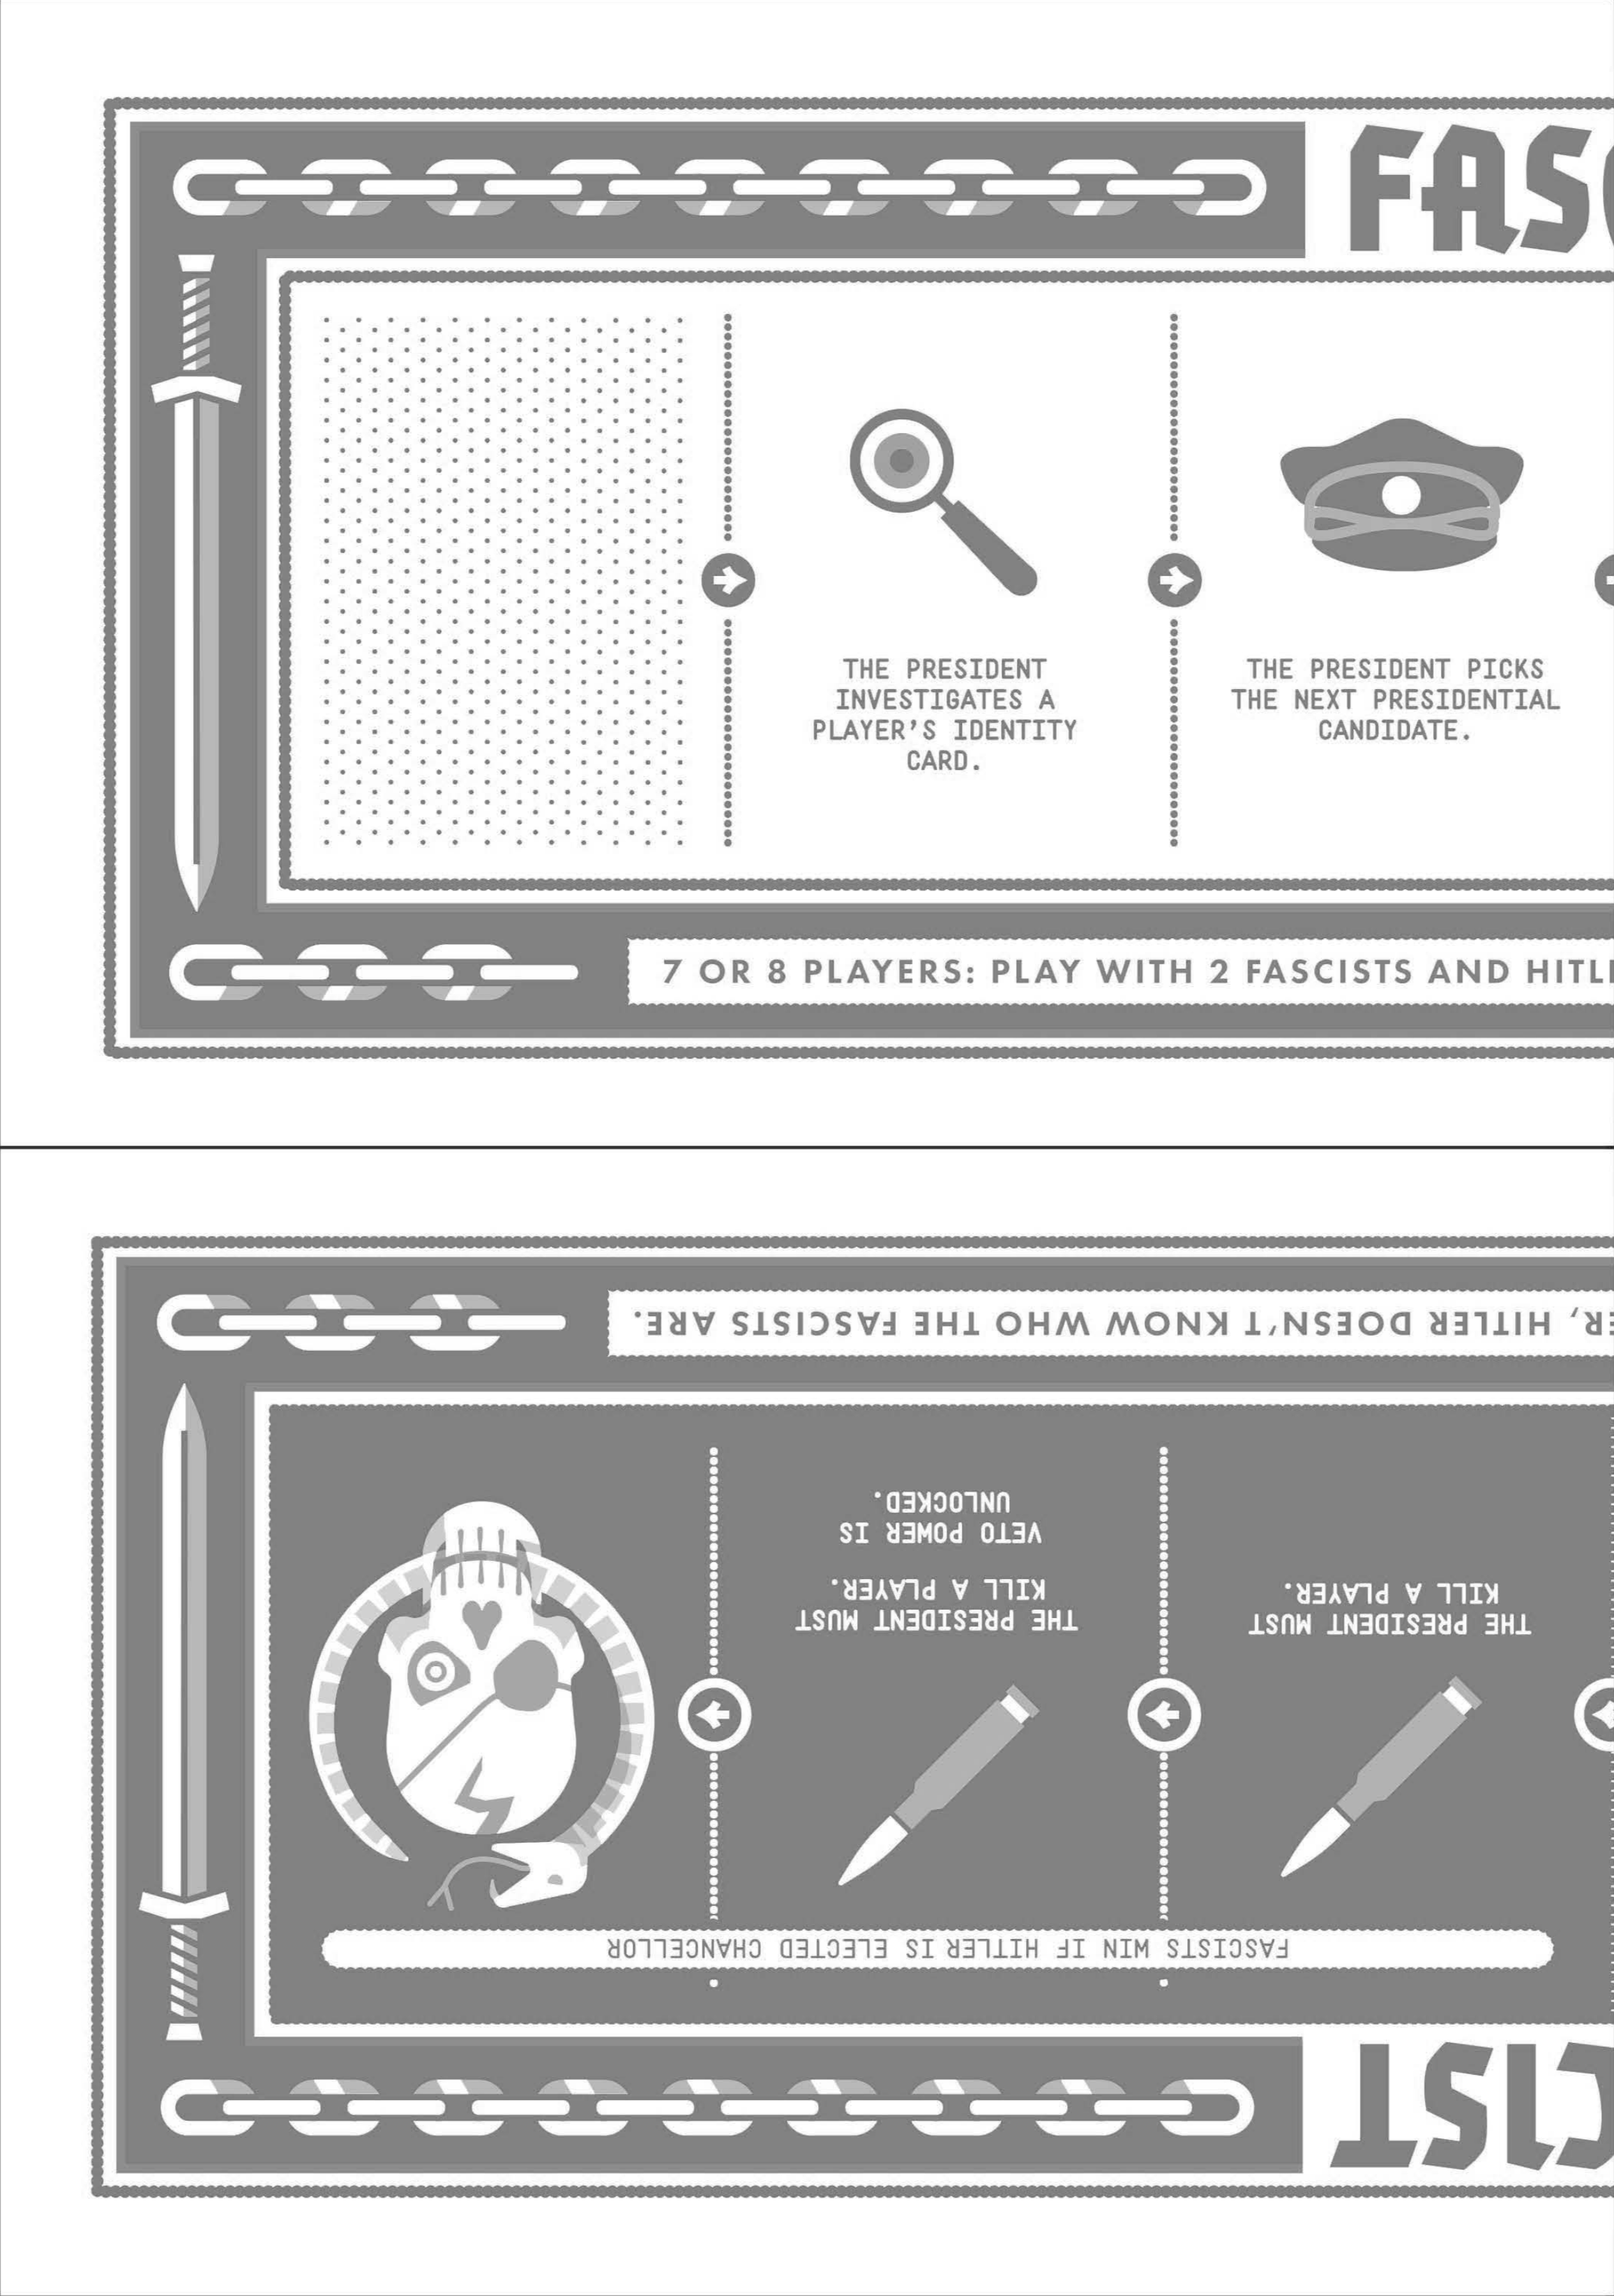 FASC
THE PRESIDENT
INVESTIGATES A
PLAYER’S IDENTITY
CARD.
THE PRESIDENT PICKS
THE NEXT PRESIDENTIAL
CANDIDATE.
7 OR 8 PLAYERS: PLAY WITH 2 FASCISTS AND HITLE
CIST
FASCISTS WIN IF HITLER IS ELECTED CHANCELLOR
THE PRESIDENT MUST
KILL A PLAYER.
THE PRESIDENT MUST
KILL A PLAYER.
VETO POWER IS
UNLOCKED.
ER, HITLER DOESN’T KNOW WHO THE FASCISTS ARE.